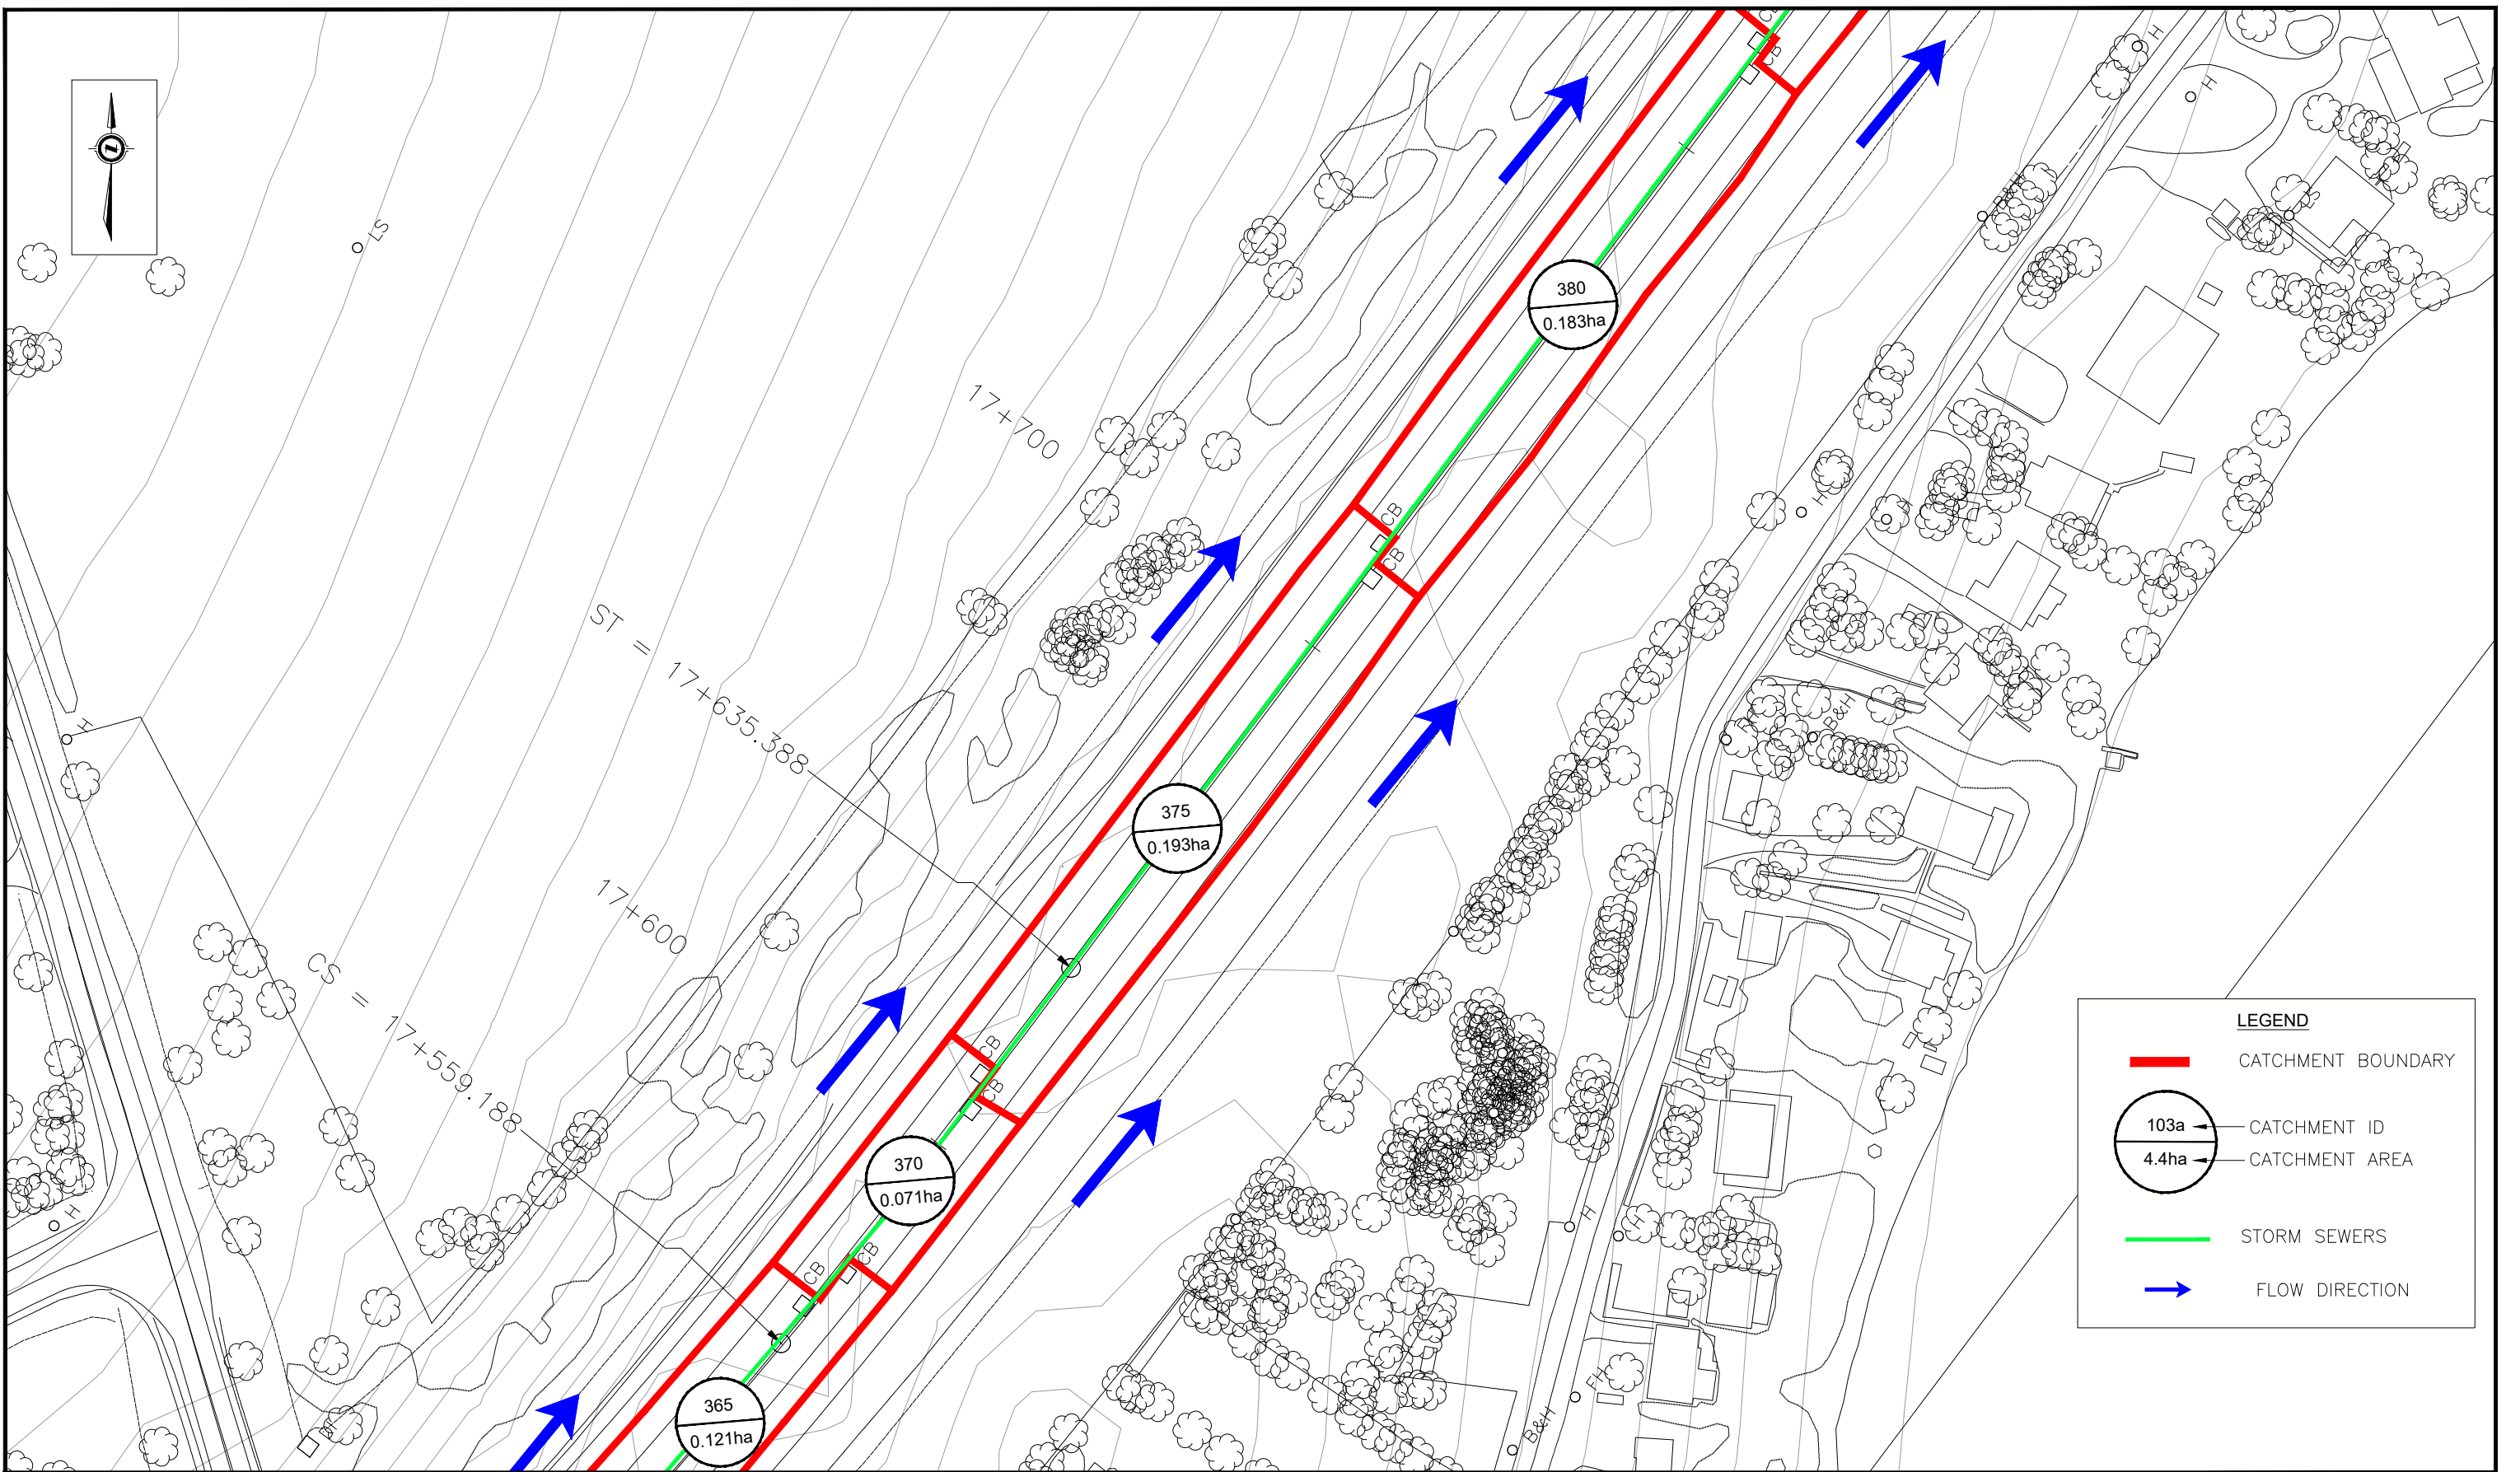 CB
H
CB
H
B&H
LS
380
0.183ha
17+700
CB
H
CB
ST = 17+635.388
H
B&H
375
0.193ha
17+600
CS = 17+559.188
CB
CB
370
0.071ha
H
H
CB
CB
365
0.121ha
FH
B&H
LEGEND
CATCHMENT BOUNDARY
103a
CATCHMENT ID
4.4ha
CATCHMENT AREA
STORM SEWERS
FLOW DIRECTION